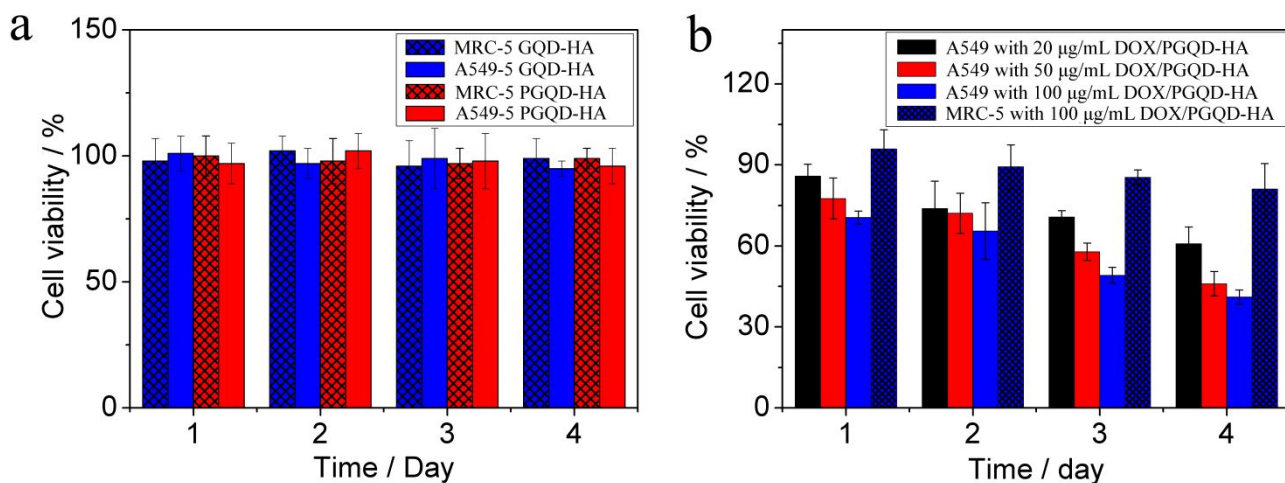 a
150
100
50
0
Cell viability / %
MRC-5 GQD-HA
A549-5 GQD-HA
MRC-5 PGQD-HA
A549-5 PGQD-HA
1 2 3 4
Time / Day
b
120
90
60
30
0
Cell viability / %
A549 with 20 μg/mL DOX/PGQD-HA
A549 with 50 μg/mL DOX/PGQD-HA
A549 with 100 μg/mL DOX/PGQD-HA
MRC-5 with 100 μg/mL DOX/PGQD-HA
1 2 3 4
Time / day